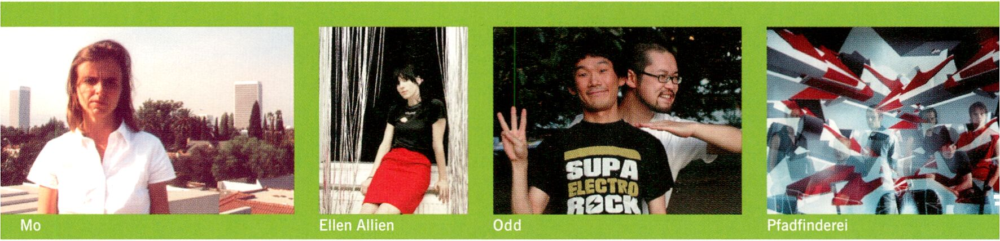 SUPA
ELECTRO
ROCK
Mo
Ellen Allien
Odd
Pfadfinderei